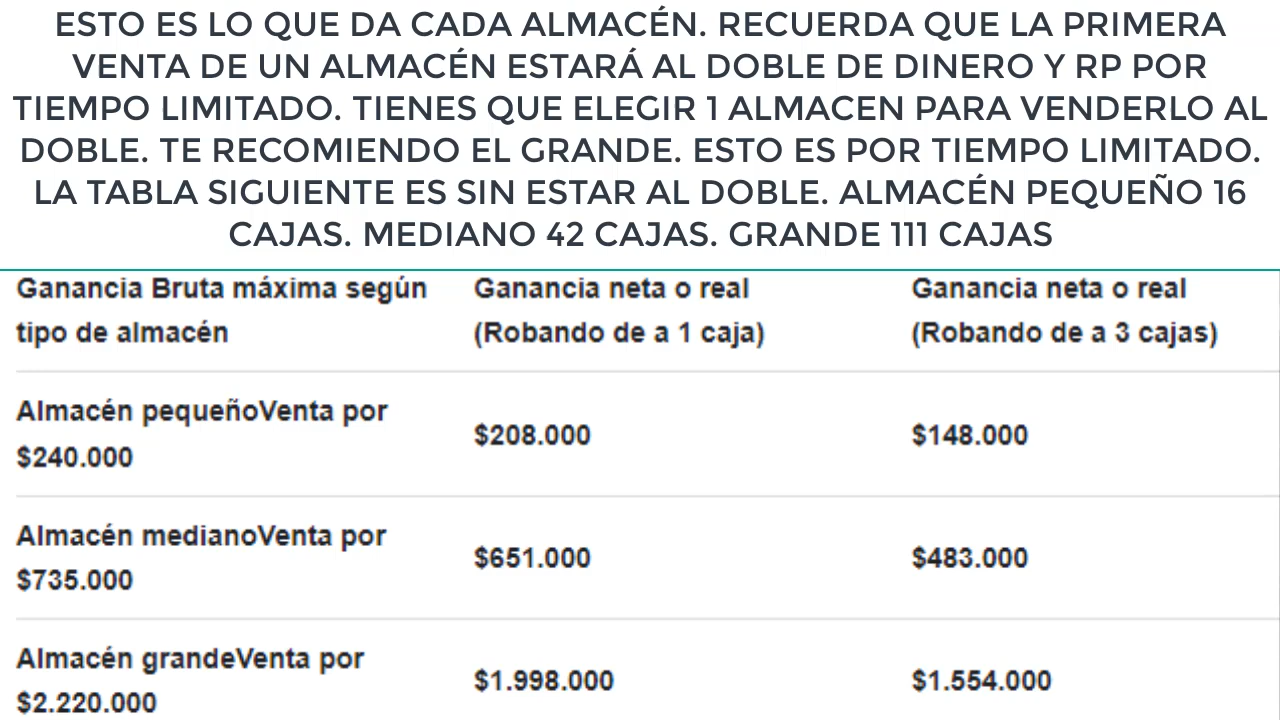 ESTO ES LO QUE DA CADA ALMACÉN. RECUERDA QUE LA PRIMERA
VENTA DE UN ALMACÉN ESTARÁ AL DOBLE DE DINERO Y RP POR
TIEMPO LIMITADO. TIENES QUE ELEGIR 1 ALMACEN PARA VENDERLO AL
DOBLE. TE RECOMIENDO EL GRANDE. ESTO ES POR TIEMPO LIMITADO.
LA TABLA SIGUIENTE ES SIN ESTAR AL DOBLE. ALMACÉN PEQUEÑO 16
CAJAS. MEDIANO 42 CAJAS. GRANDE 111 CAJAS
Ganancia Bruta máxima según
tipo de almacén
Ganancia neta o real
(Robando de a 1 caja)
Ganancia neta o real
(Robando de a 3 cajas)
Almacén pequeñoVenta por
$240.000
$208.000
$148.000
Almacén medianoVenta por
$735.000
$651.000
$483.000
Almacén grandeVenta por
$2.220.000
$1.998.000
$1.554.000